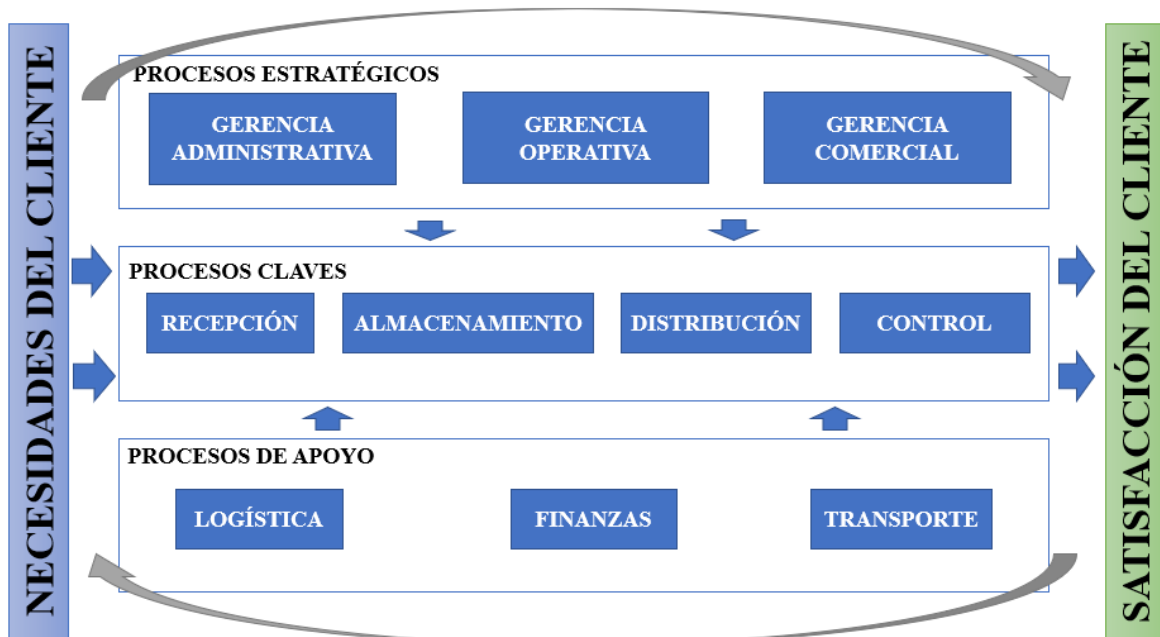 NECESIDADES DEL CLIENTE
PROCESOS ESTRATÉGICOS
GERENCIA
ADMINISTRATIVA
GERENCIA
OPERATIVA
GERENCIA
COMERCIAL
PROCESOS CLAVES
RECEPCIÓN
ALMACENAMIENTO
DISTRIBUCIÓN
CONTROL
PROCESOS DE APOYO
LOGÍSTICA
FINANZAS
TRANSPORTE
SATISFACCIÓN DEL CLIENTE